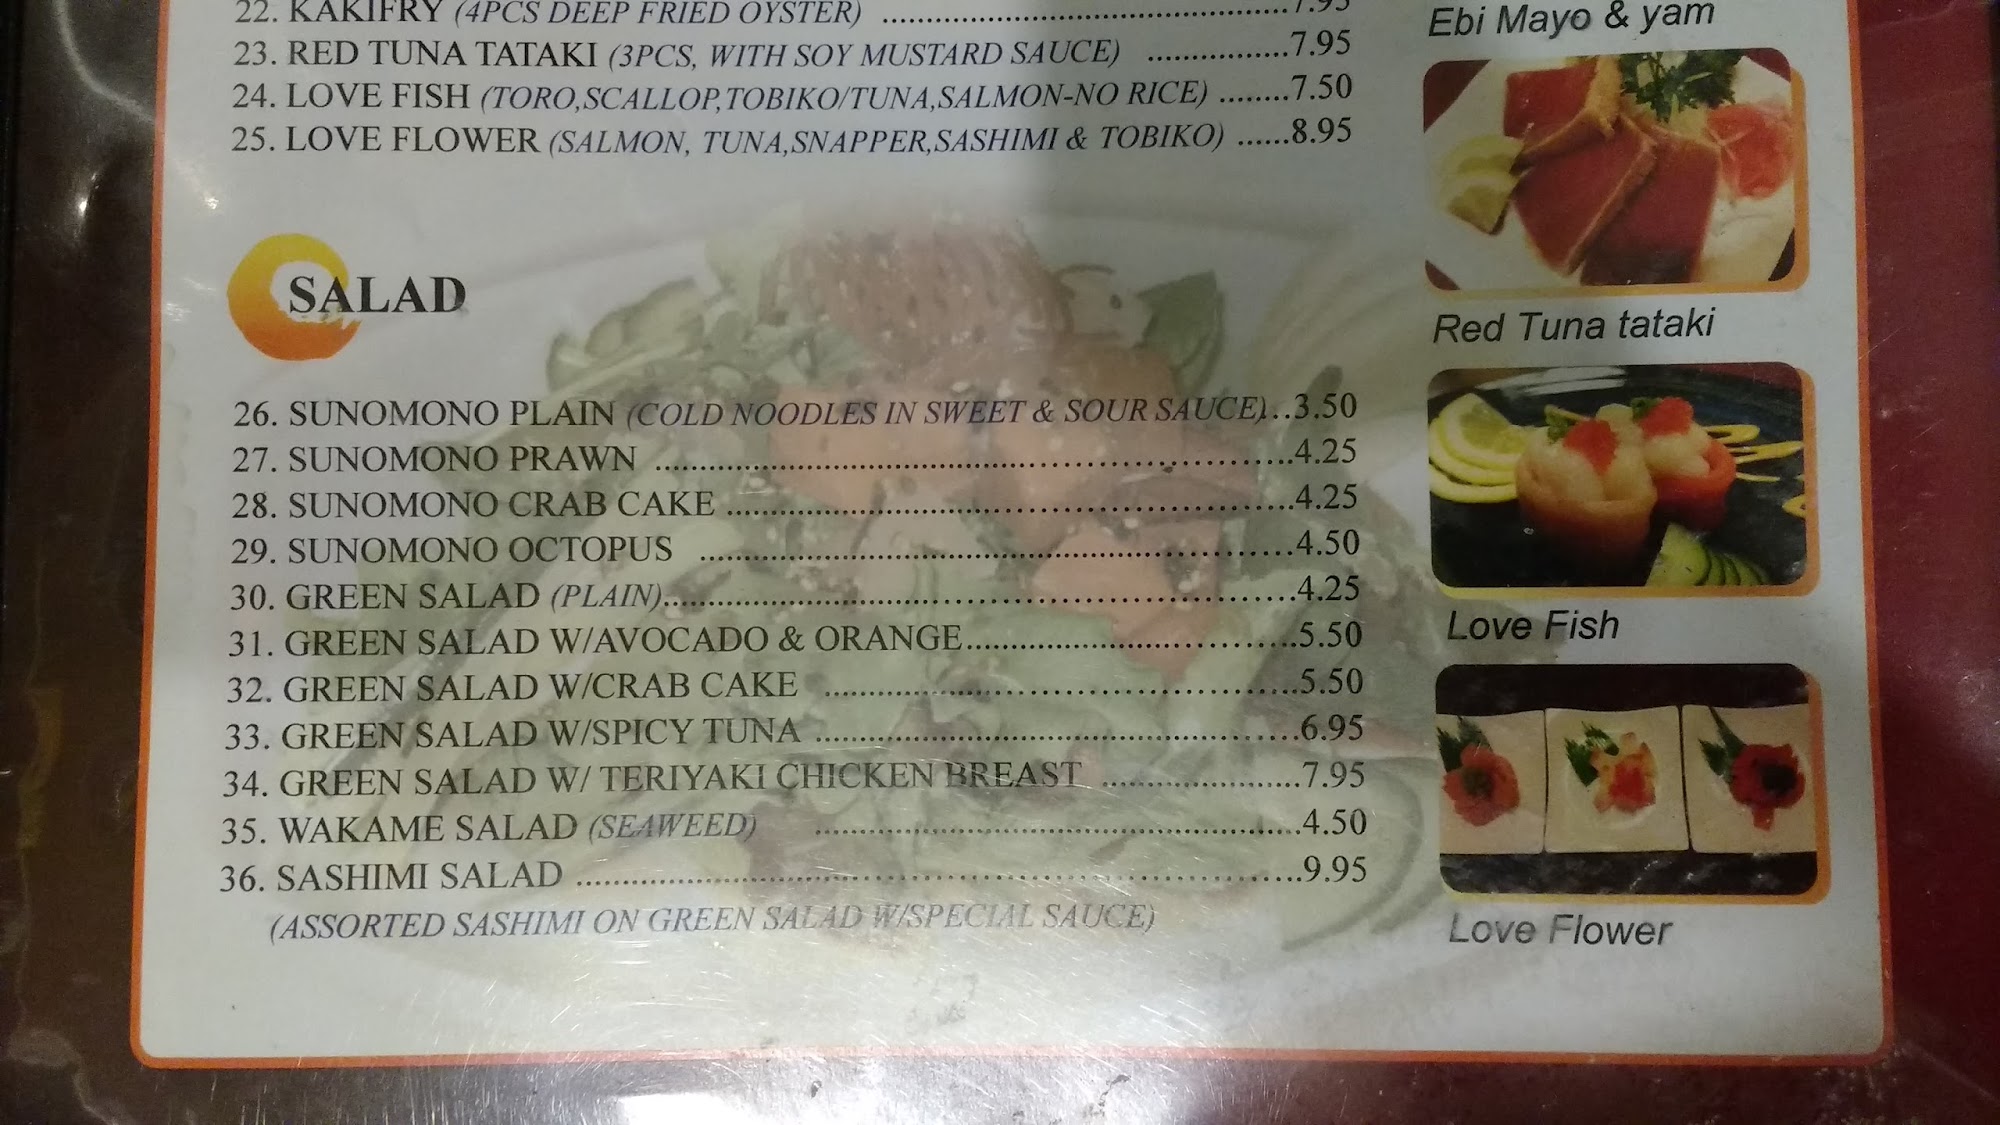 22. KAKIFRY (4PCS DEEP FRIED OYSTER) ...7.95
23. RED TUNA TATAKI (3PCS, WITH SOY MUSTARD SAUCE) ...7.95
24. LOVE FISH (TORO,SCALLOP,TOBIKO/TUNA,SALMON-NO RICE) ...7.50
25. LOVE FLOWER (SALMON, TUNA,SNAPPER,SASHIMI & TOBIKO) ...8.95
SALAD
26. SUNOMONO PLAIN (COLD NOODLES IN SWEET & SOUR SAUCE)...3.50
27. SUNOMONO PRAWN ...4.25
28. SUNOMONO CRAB CAKE ...4.25
29. SUNOMONO OCTOPUS ...4.50
30. GREEN SALAD (PLAIN)...4.25
31. GREEN SALAD W/AVOCADO & ORANGE...5.50
32. GREEN SALAD W/CRAB CAKE ...5.50
33. GREEN SALAD W/SPICY TUNA ...6.95
34. GREEN SALAD W/ TERIYAKI CHICKEN BREAST ...7.95
35. WAKAME SALAD (SEAWEED) ...4.50
36. SASHIMI SALAD ...9.95
(ASSORTED SASHIMI ON GREEN SALAD W/SPECIAL SAUCE)
Ebi Mayo & yam
Red Tuna tataki
Love Fish
Love Flower